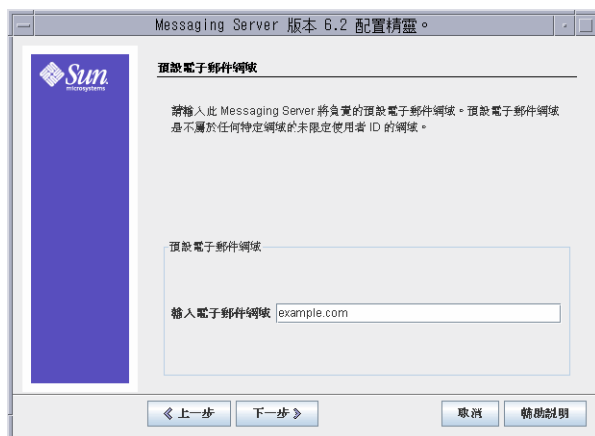 Messaging Server 版本 6.2 配置精靈。
Sun
microsystems
預設電子郵件網域
請輸入此 Messaging Server 將負責的預設電子郵件網域。預設電子郵件網域
是不屬於任何特定網域的未限定使用者 ID 的網域。
預設電子郵件網域
輸入電子郵件網域 example.com
上一步 下一步 取消 輔助說明